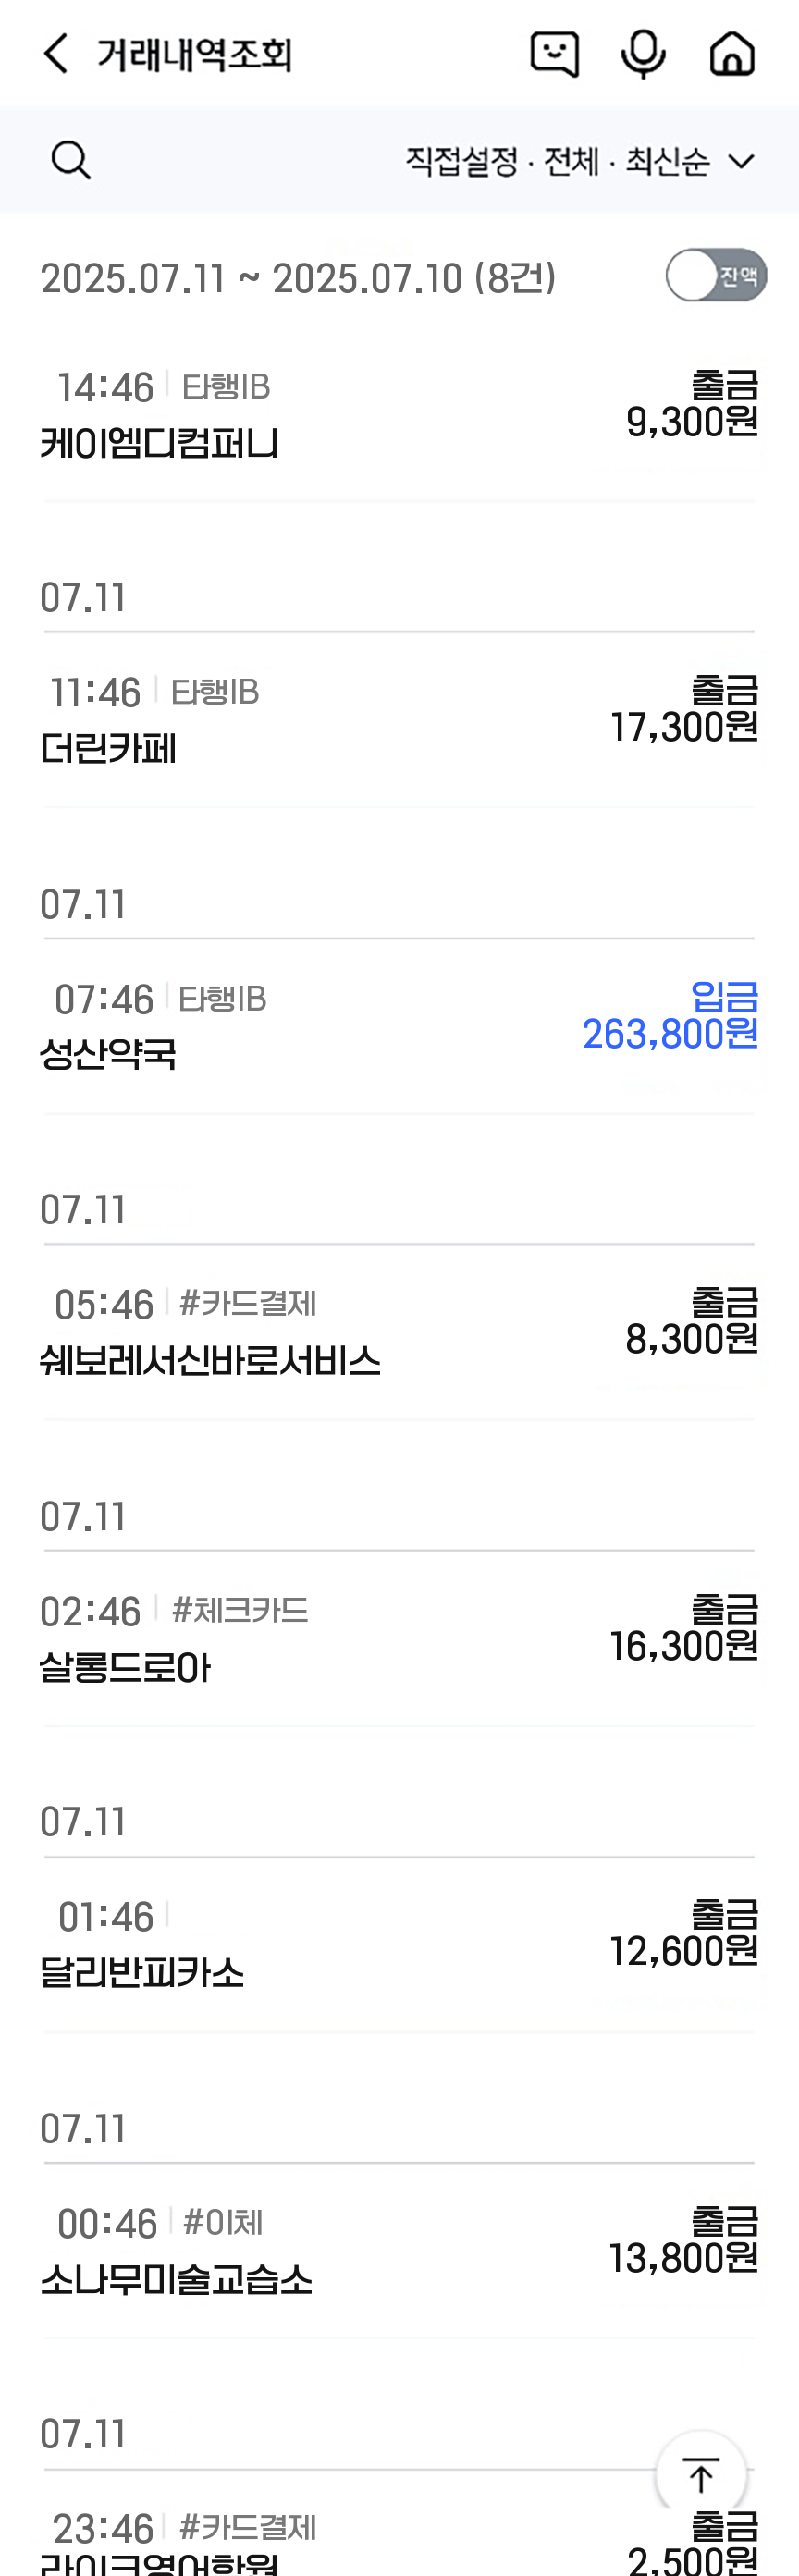 거래내역조회
직접설정 · 전체 · 최신순
2025.07.11 ~ 2025.07.10 (8건)
잔액
14:46 타행IB 출금
케이엠디컴퍼니 9,300원
07.11
11:46 타행IB 출금
더린카페 17,300원
07.11
07:46 타행IB 입금
성산약국 263,800원
07.11
05:46 #카드결제 출금
쉐보레서신바로서비스 8,300원
07.11
02:46 #체크카드 출금
살롱드로아 16,300원
07.11
01:46 출금
달리반피카소 12,600원
07.11
00:46 #이체 출금
소나무미술교습소 13,800원
07.11
23:46 #카드결제 출금
라이크영어학원 2,500원